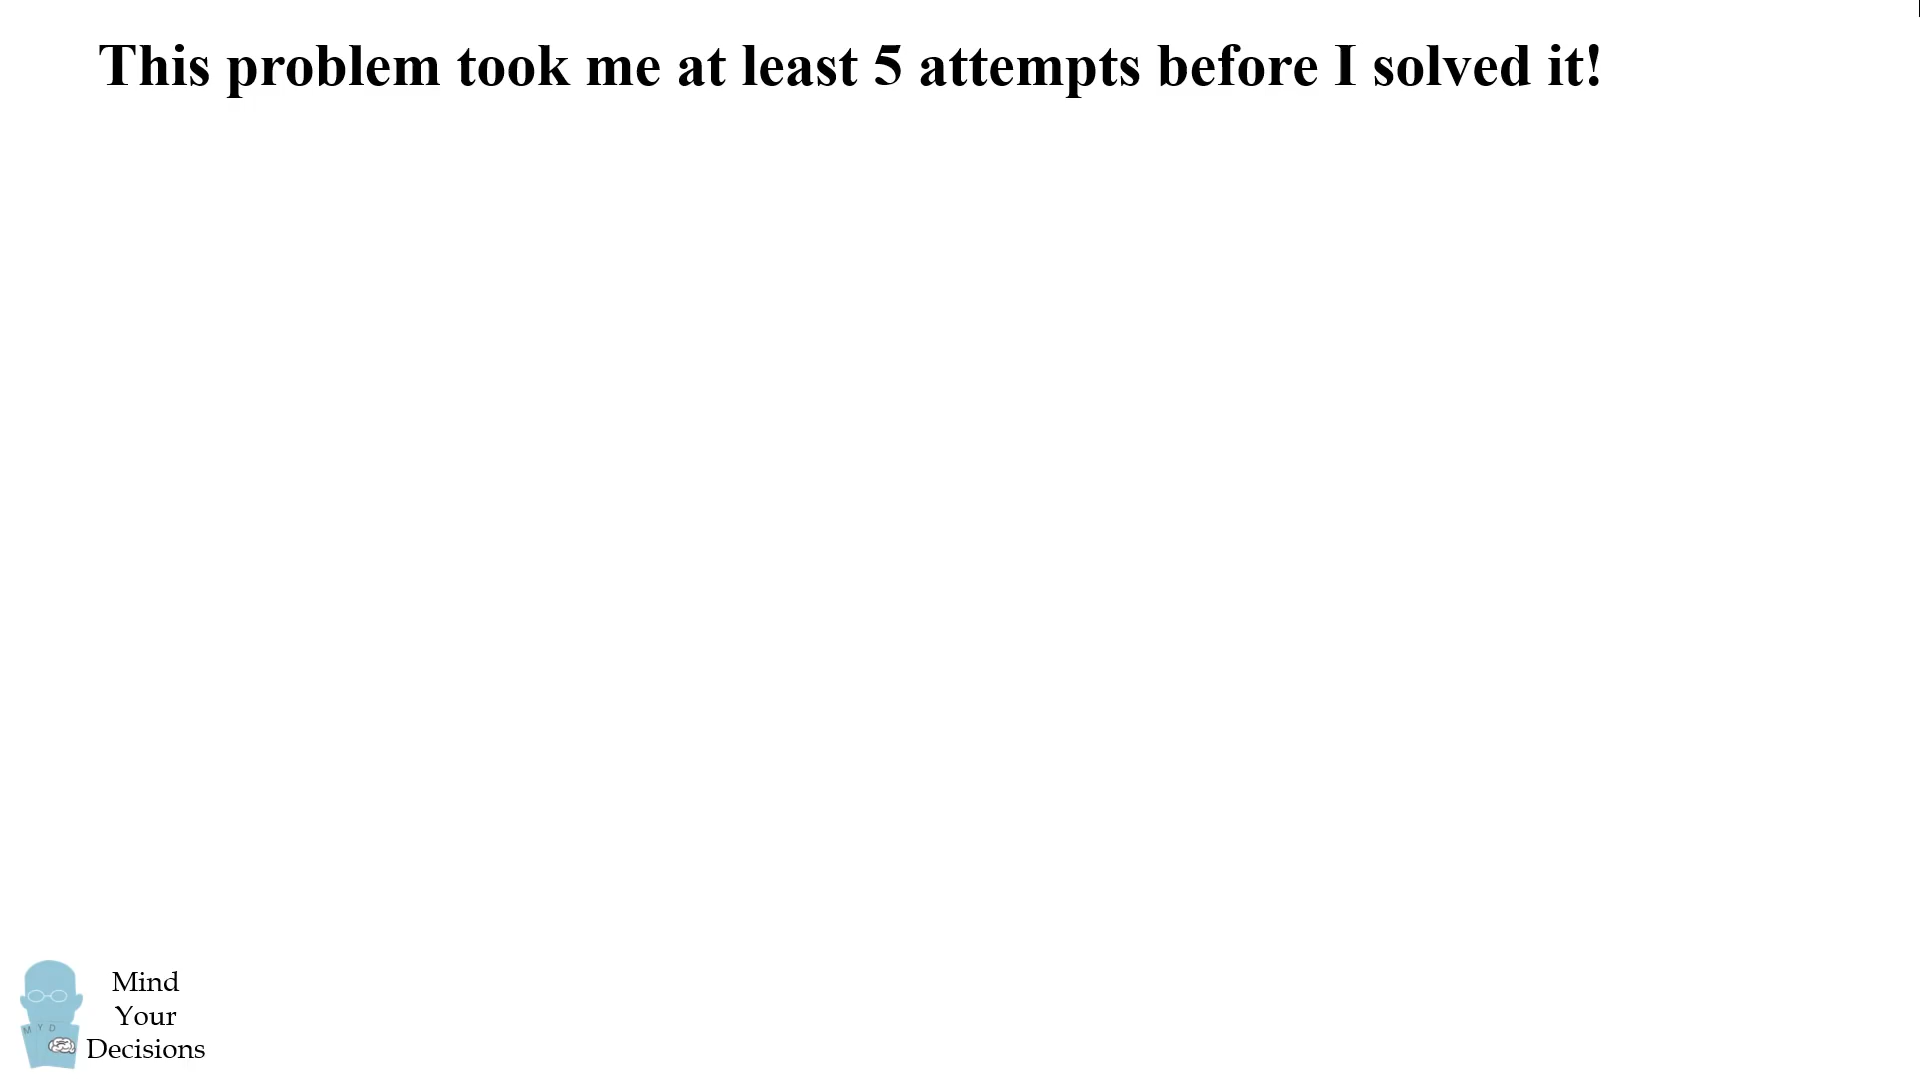 This problem took me at least 5 attempts before I solved it!
M Y D
Mind
Your
Decisions